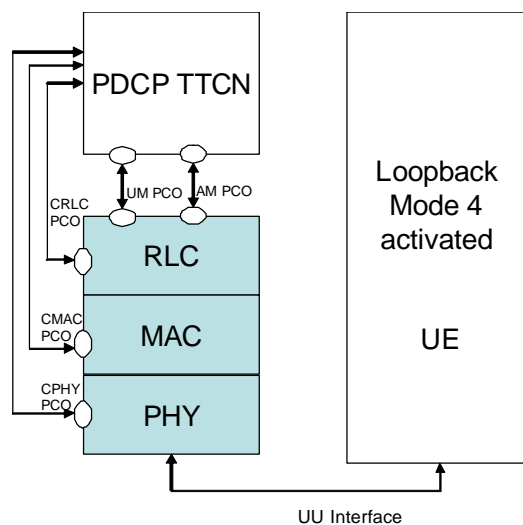 PDCP TTCN
UM PCO
AM PCO
CRLC
PCO
RLC
CMAC
PCO
MAC
CPHY
PCO
PHY
Loopback
Mode 4
activated
UE
UU Interface